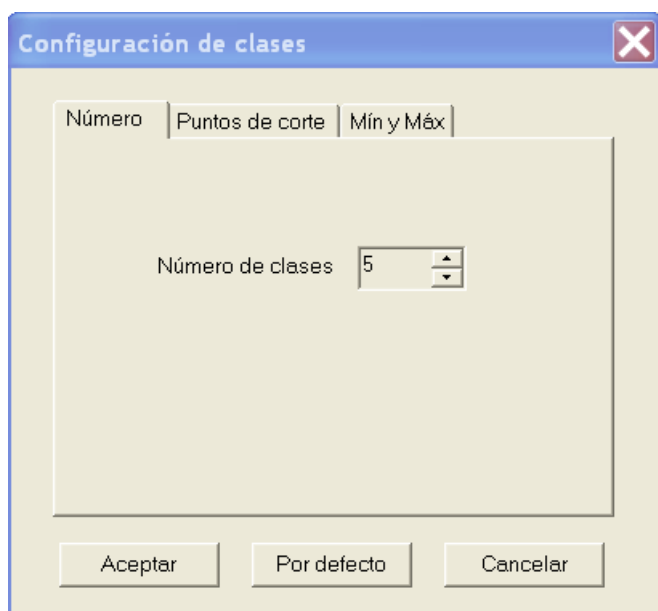 Configuración de clases
Número Puntos de corte Mín y Máx
Número de clases 5
Aceptar Por defecto Cancelar